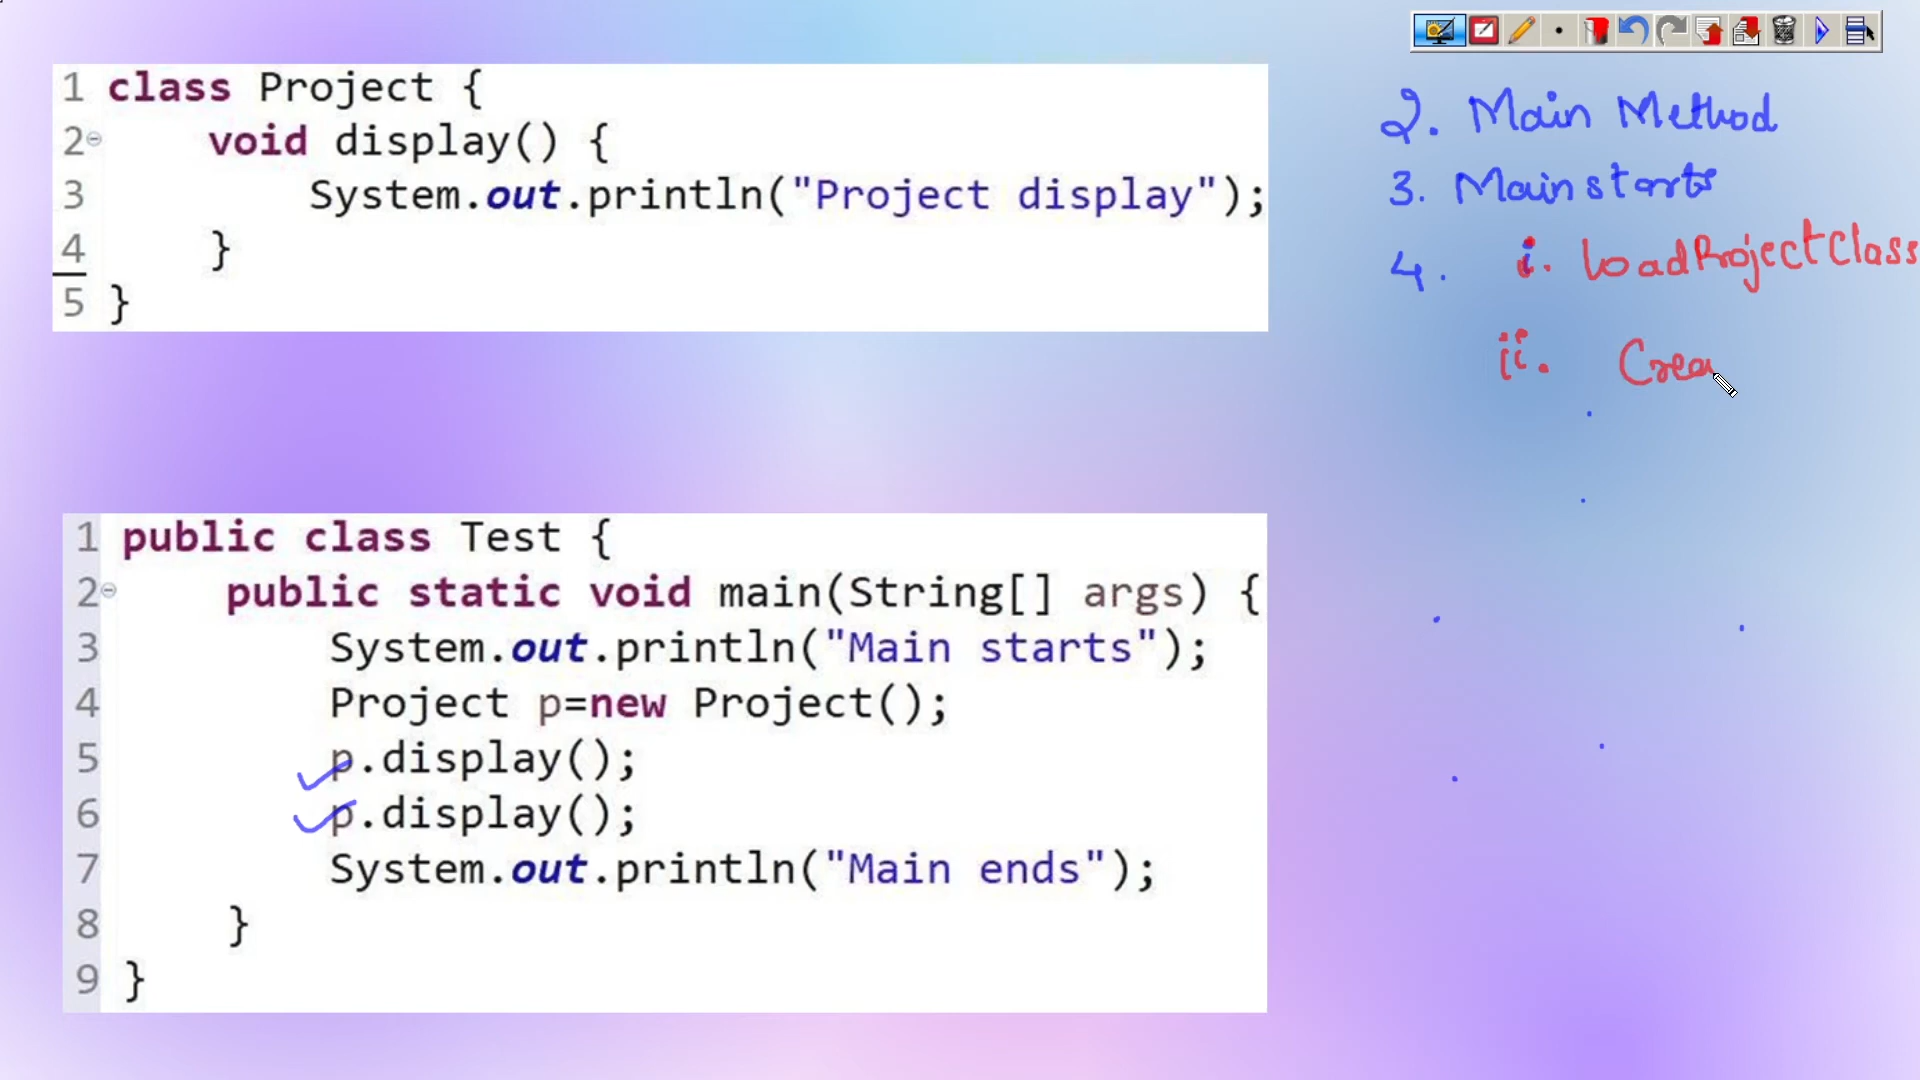 1 class Project {
2 void display() {
3 System.out.println("Project display");
4 }
5 }
1 public class Test {
2 public static void main(String[] args) {
3 System.out.println("Main starts");
4 Project p=new Project();
5 p.display();
6 p.display();
7 System.out.println("Main ends");
8 }
9 }
2. Main Method
3. Main starts
4. i. loadProjectClass
ii. Crea